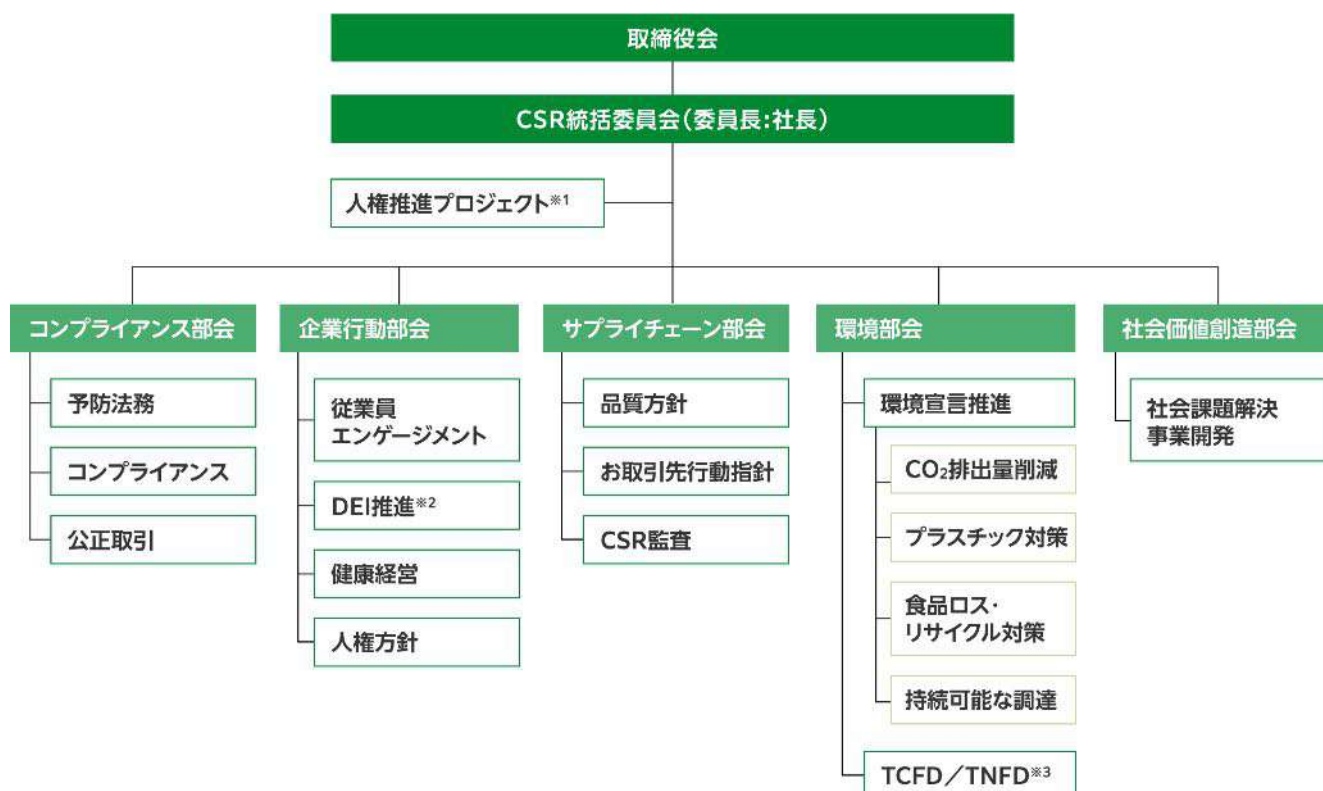 取締役会
CSR統括委員会(委員長:社長)
人権推進プロジェクト※1
コンプライアンス部会
予防法務
コンプライアンス
公正取引
企業行動部会
従業員
エンゲージメント
DEI推進※2
健康経営
人権方針
サプライチェーン部会
品質方針
お取引先行動指針
CSR監査
環境部会
環境宣言推進
CO₂排出量削減
プラスチック対策
食品ロス・
リサイクル対策
持続可能な調達
TCFD／TNFD※3
社会価値創造部会
社会課題解決
事業開発